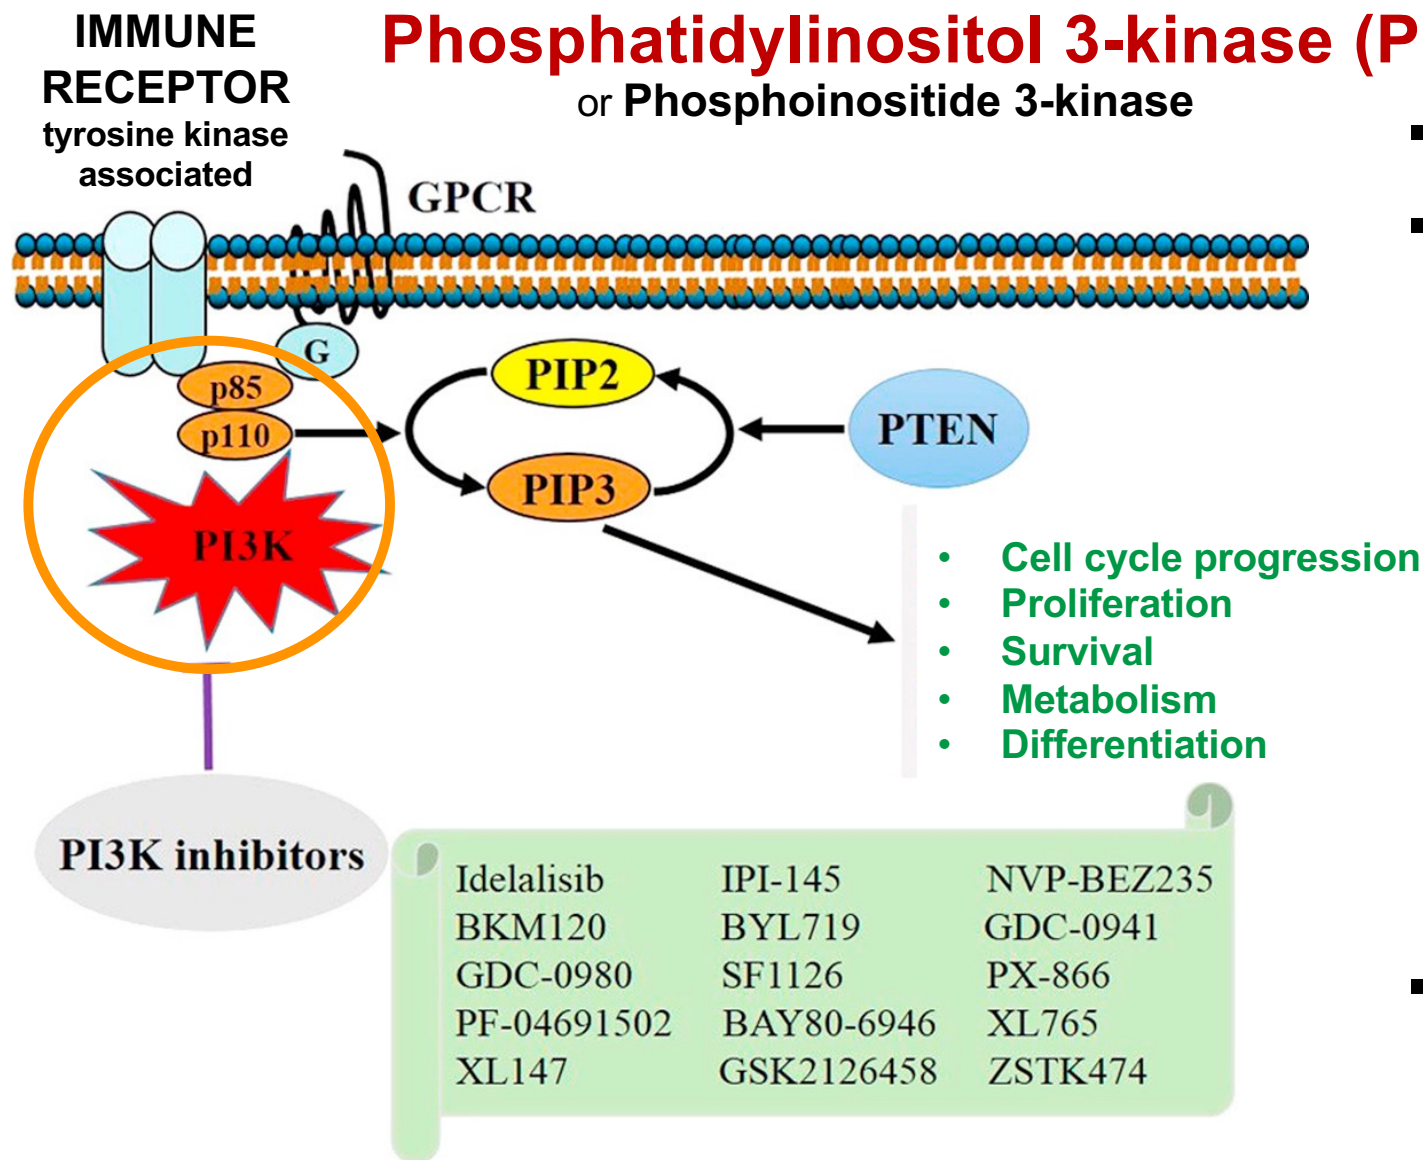 IMMUNE
RECEPTOR
tyrosine kinase
associated
Phosphatidylinositol 3-kinase (P
or Phosphoinositide 3-kinase
GPCR
G
p85
p110
PI3K
PIP2
PIP3
PTEN
• Cell cycle progression
• Proliferation
• Survival
• Metabolism
• Differentiation
PI3K inhibitors
Idelalisib IPI-145 NVP-BEZ235
BKM120 BYL719 GDC-0941
GDC-0980 SF1126 PX-866
PF-04691502 BAY80-6946 XL765
XL147 GSK2126458 ZSTK474